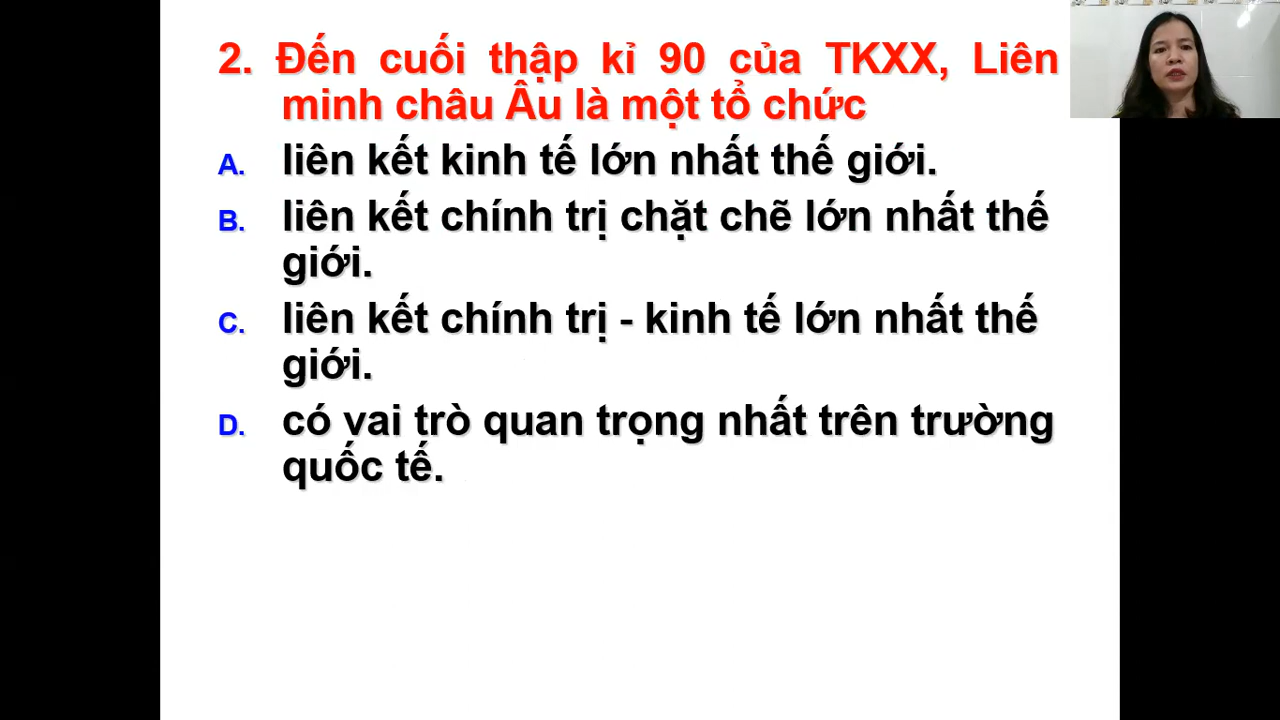 2. Đến cuối thập kỉ 90 của TKXX, Liên
minh châu Âu là một tổ chức
A. liên kết kinh tế lớn nhất thế giới.
B. liên kết chính trị chặt chẽ lớn nhất thế
giới.
C. liên kết chính trị - kinh tế lớn nhất thế
giới.
D. có vai trò quan trọng nhất trên trường
quốc tế.